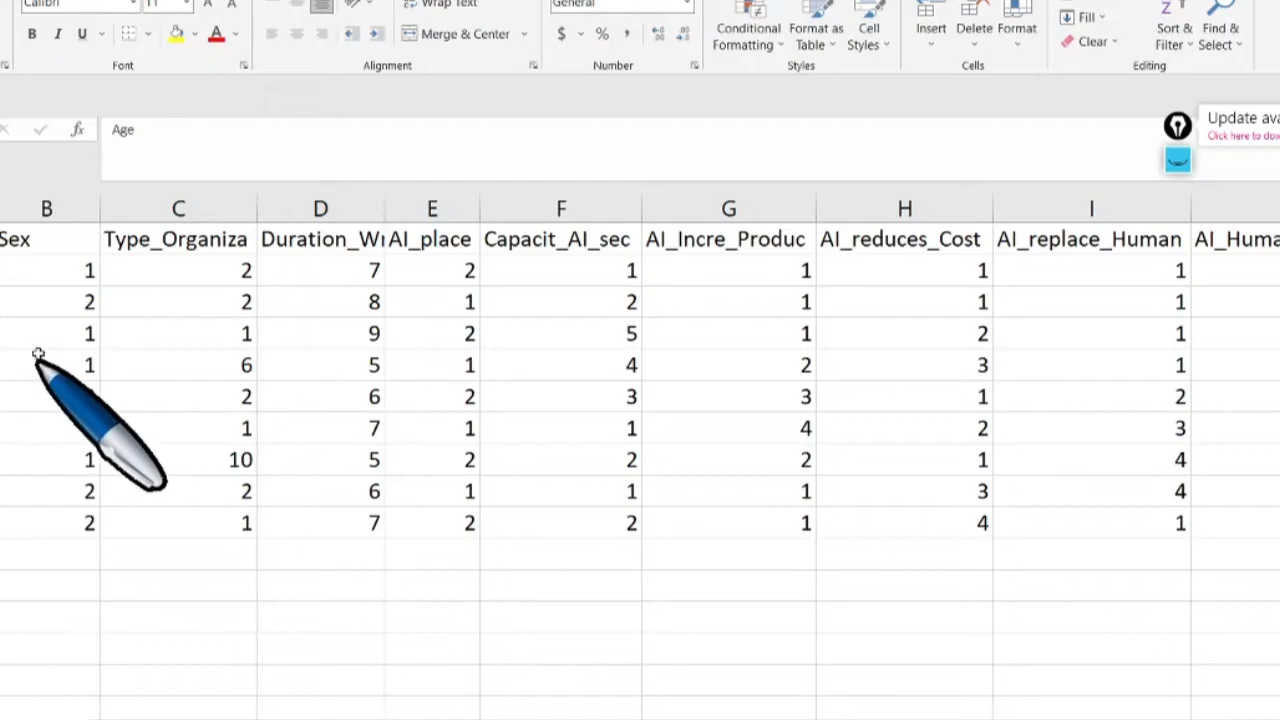 Calibri 11 A A Wrap Text General
B I U A Merge & Center $ % , Conditional Formatting Format as Table Cell Styles Insert Delete Format Fill Clear Sort & Filter Find & Select
Font Alignment Number Styles Cells Editing
fx Age
Update ava
Click here to dow
B C D E F G H I
Sex Type_Organiza Duration_Wr AI_place Capacit_AI_sec AI_Incre_Produc AI_reduces_Cost AI_replace_Human AI_Huma
1 2 7 2 1 1 1 1
2 2 8 1 2 1 1 1
1 1 9 2 5 1 2 1
1 6 5 1 4 2 3 1
2 6 2 3 3 1 2
1 7 1 1 4 2 3
1 10 5 2 2 2 1 4
2 2 6 1 1 1 3 4
2 1 7 2 2 1 4 1